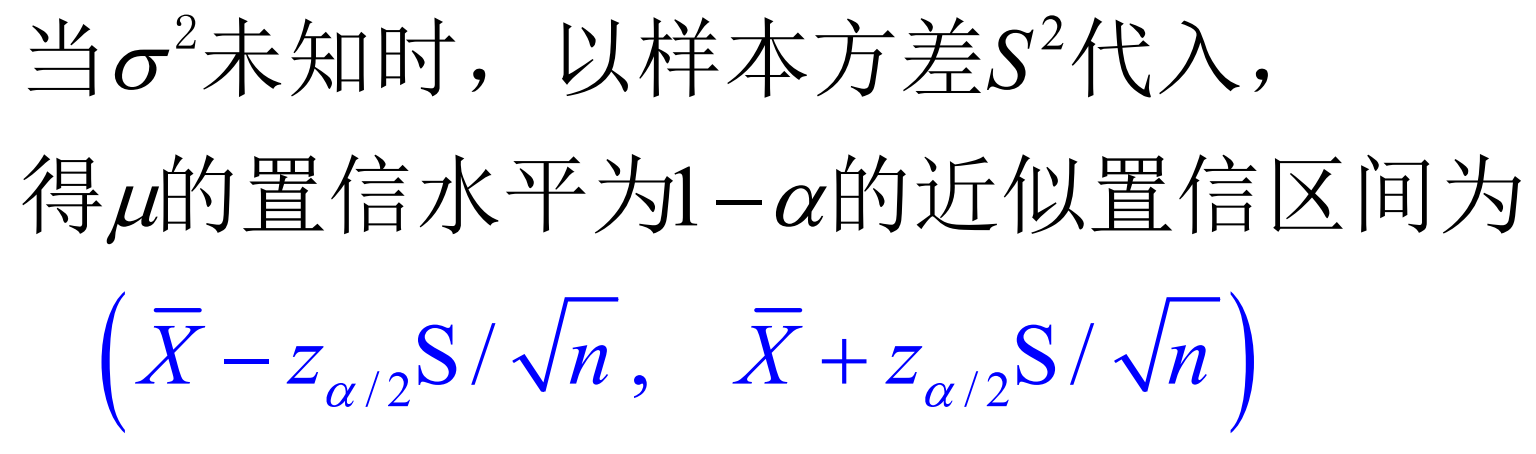 当σ²未知时，以样本方差S²代入，
得μ的置信水平为1−α的近似置信区间为
(X̅ − z_{α/2}S/√n, X̅ + z_{α/2}S/√n)